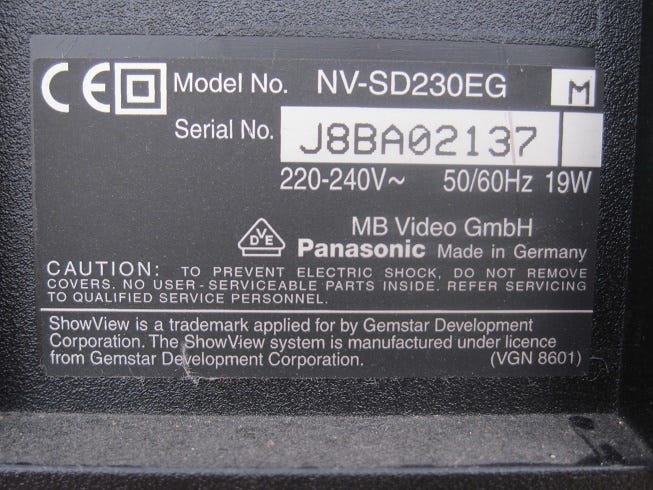 CE Model No. NV-SD230EG M
Serial No. J8BA02137
220-240V~ 50/60Hz 19W
MB Video GmbH
DVE Panasonic Made in Germany
CAUTION: TO PREVENT ELECTRIC SHOCK, DO NOT REMOVE
COVERS. NO USER-SERVICEABLE PARTS INSIDE. REFER SERVICING
TO QUALIFIED SERVICE PERSONNEL.
ShowView is a trademark applied for by Gemstar Development
Corporation. The ShowView system is manufactured under licence
from Gemstar Development Corporation. (VGN 8601)